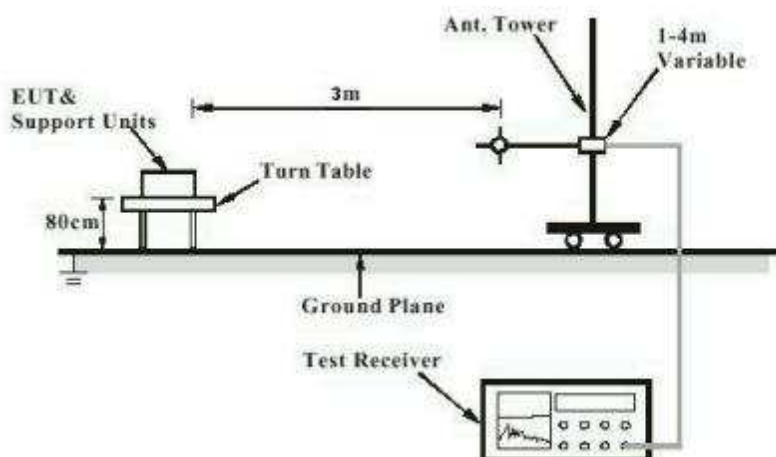 Ant. Tower
1-4m
Variable
EUT&
Support Units
3m
Turn Table
80cm
Ground Plane
Test Receiver